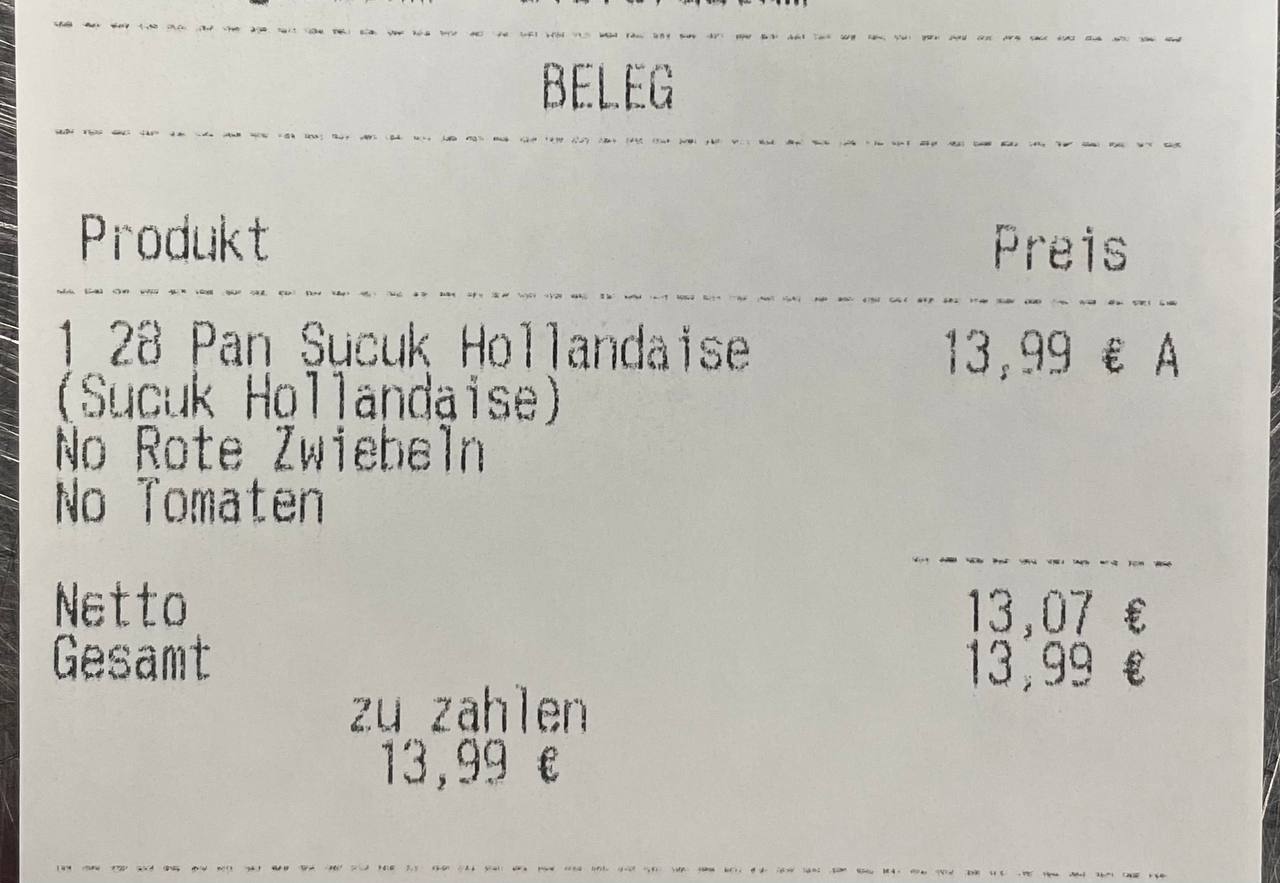 BELEG
Produkt Preis
1 28 Pan Sucuk Hollandaise 13,99 € A
(Sucuk Hollandaise)
No Rote Zwiebeln
No Tomaten
Netto 13,07 €
Gesamt 13,99 €
zu zahlen
13,99 €